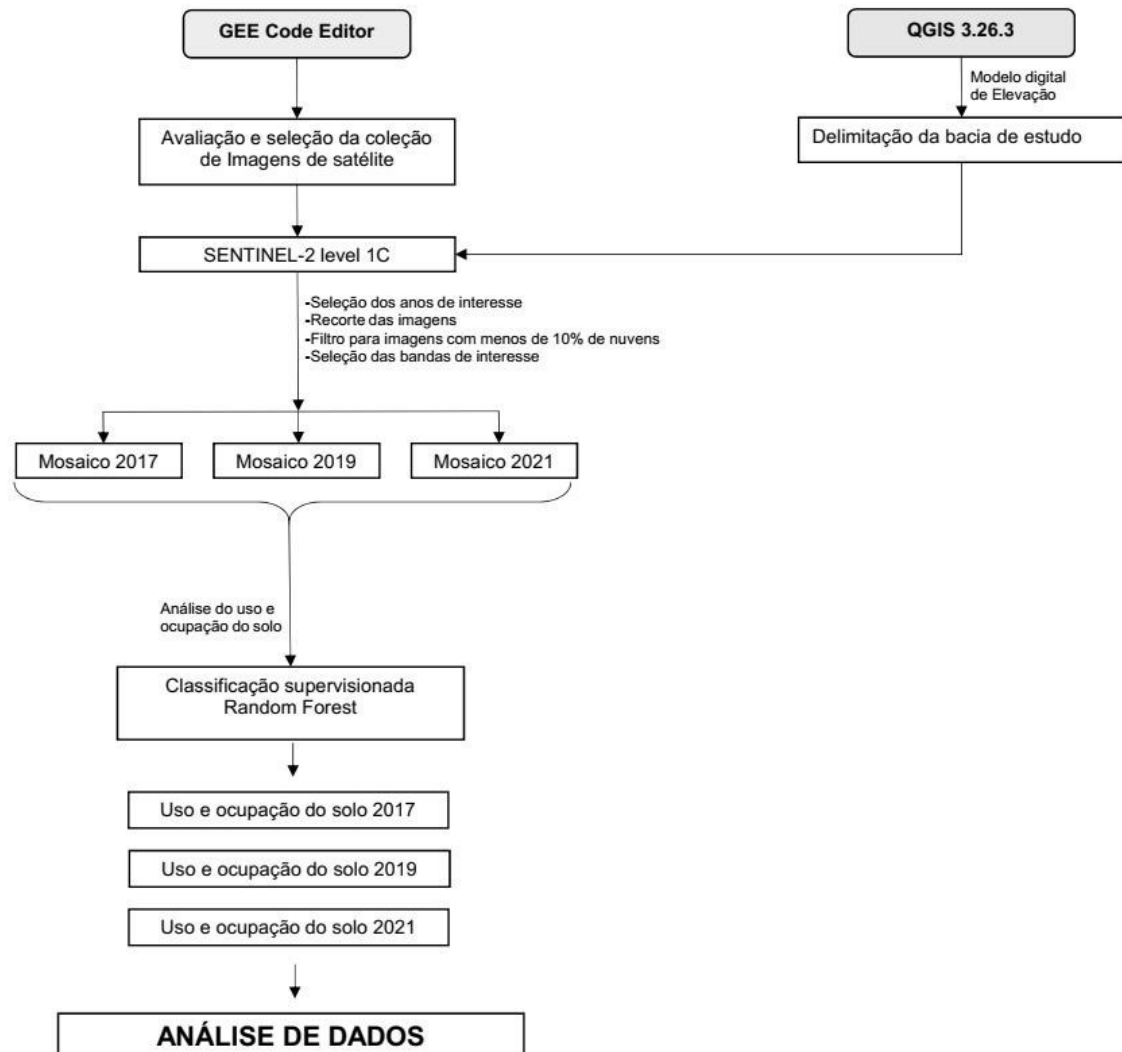 GEE Code Editor
QGIS 3.26.3
Modelo digital
de Elevação
Avaliação e seleção da coleção
de Imagens de satélite
Delimitação da bacia de estudo
SENTINEL-2 level 1C
-Seleção dos anos de interesse
-Recorte das imagens
-Filtro para imagens com menos de 10% de nuvens
-Seleção das bandas de interesse
Mosaico 2017
Mosaico 2019
Mosaico 2021
Análise do uso e
ocupação do solo
Classificação supervisionada
Random Forest
Uso e ocupação do solo 2017
Uso e ocupação do solo 2019
Uso e ocupação do solo 2021
ANÁLISE DE DADOS